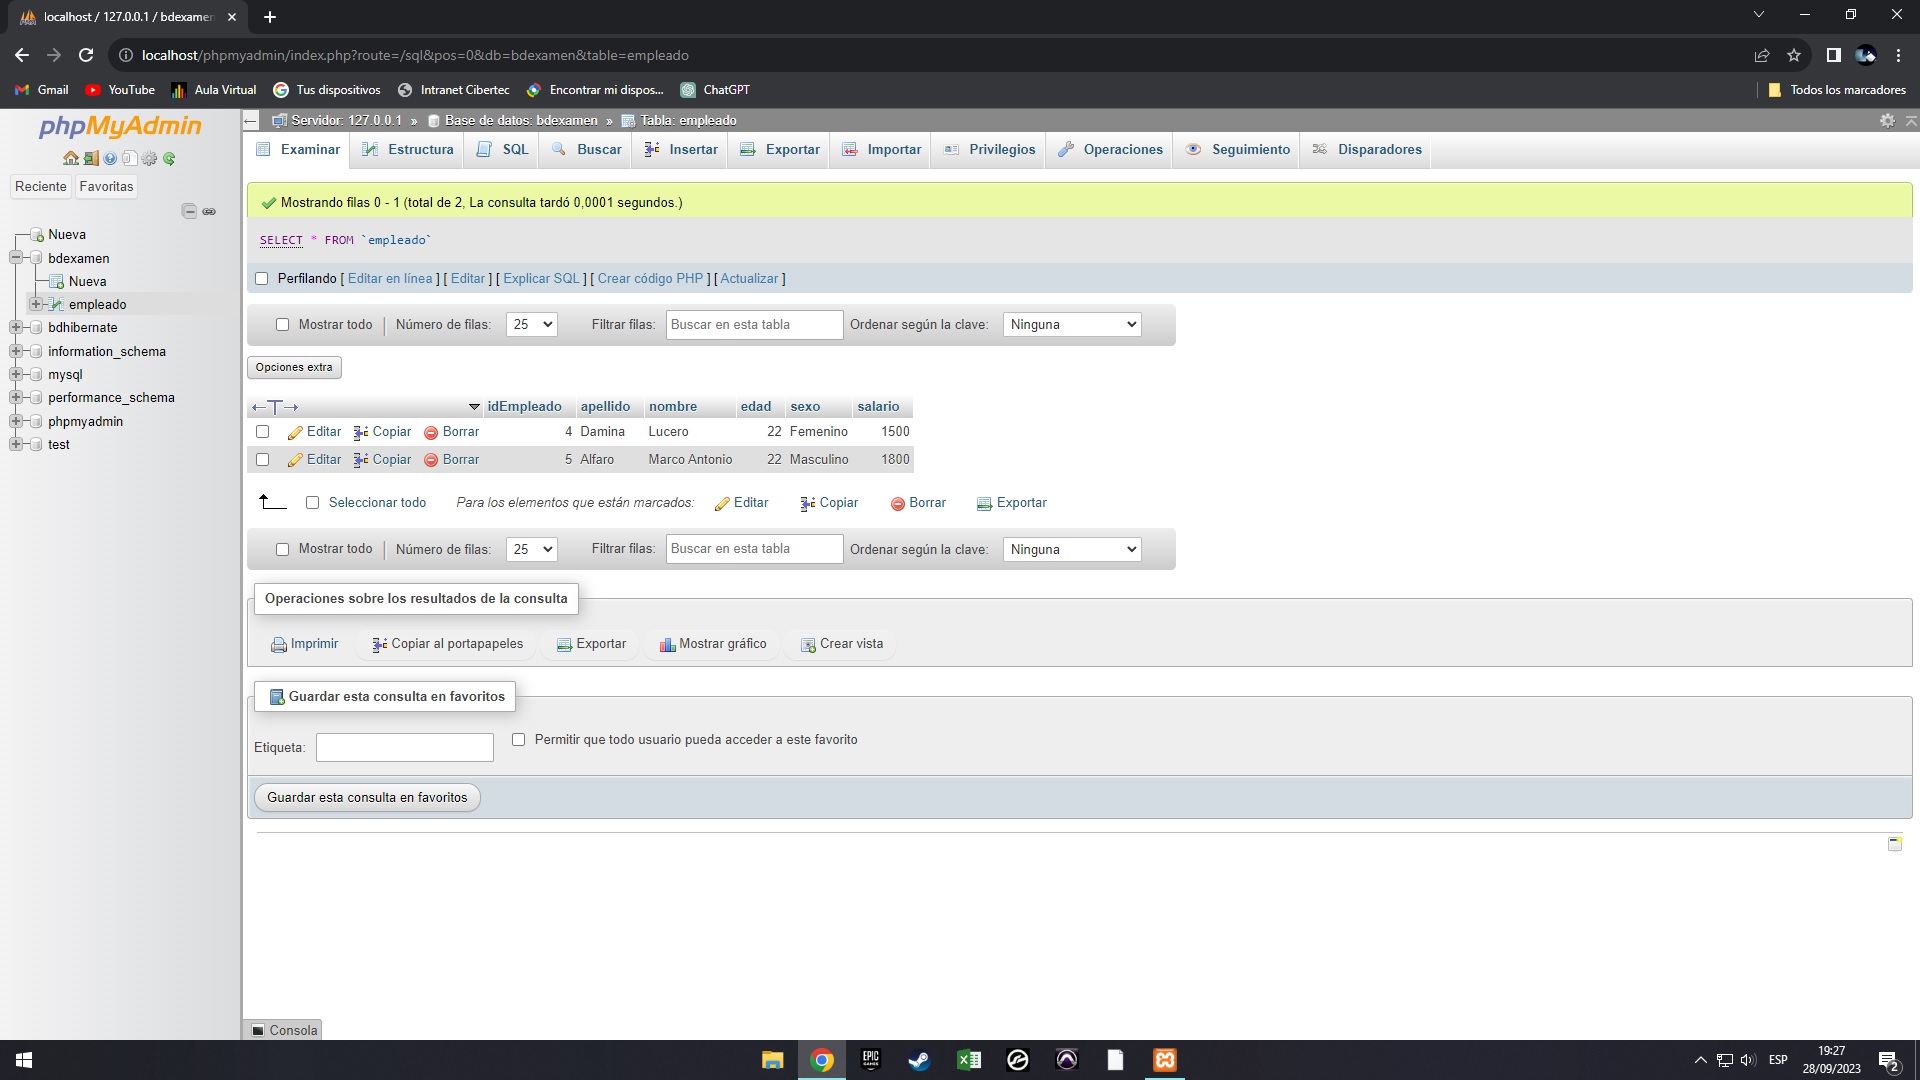 localhost / 127.0.0.1 / bdexamen
localhost/phpmyadmin/index.php?route=/sql&pos=0&db=bdexamen&table=empleado
Gmail YouTube Aula Virtual Tus dispositivos Intranet Cibertec Encontrar mi dispos... ChatGPT Todos los marcadores
phpMyAdmin
Reciente Favoritas
Nueva
bdexamen
Nueva
empleado
bdhibernate
information_schema
mysql
performance_schema
phpmyadmin
test
Servidor: 127.0.0.1 » Base de datos: bdexamen » Tabla: empleado
Examinar Estructura SQL Buscar Insertar Exportar Importar Privilegios Operaciones Seguimiento Disparadores
Mostrando filas 0 - 1 (total de 2, La consulta tardó 0,0001 segundos.)
SELECT * FROM `empleado`
Perfilando [ Editar en línea ] [ Editar ] [ Explicar SQL ] [ Crear código PHP ] [ Actualizar ]
Mostrar todo | Número de filas: 25 Filtrar filas: Buscar en esta tabla Ordenar según la clave: Ninguna
Opciones extra
←T→ idEmpleado apellido nombre edad sexo salario
Editar Copiar Borrar 4 Damina Lucero 22 Femenino 1500
Editar Copiar Borrar 5 Alfaro Marco Antonio 22 Masculino 1800
Seleccionar todo Para los elementos que están marcados: Editar Copiar Borrar Exportar
Mostrar todo | Número de filas: 25 Filtrar filas: Buscar en esta tabla Ordenar según la clave: Ninguna
Operaciones sobre los resultados de la consulta
Imprimir Copiar al portapapeles Exportar Mostrar gráfico Crear vista
Guardar esta consulta en favoritos
Etiqueta: Permitir que todo usuario pueda acceder a este favorito
Guardar esta consulta en favoritos
Consola
EPIC GAMES
ESP
19:27
28/09/2023
2